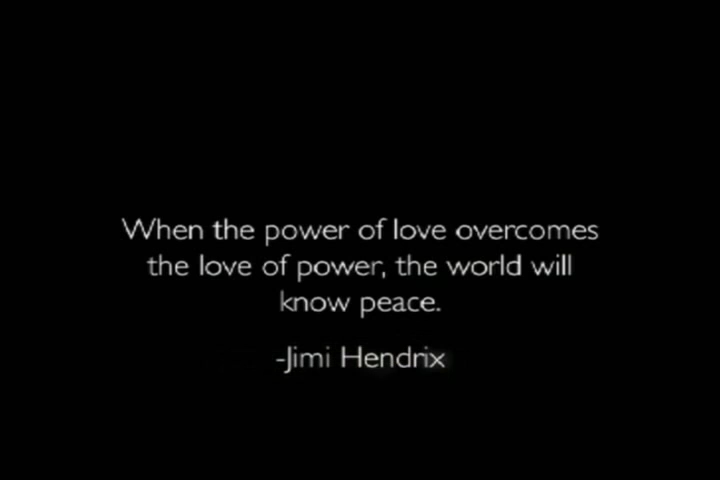 When the power of love overcomes
the love of power, the world will
know peace.
-Jimi Hendrix